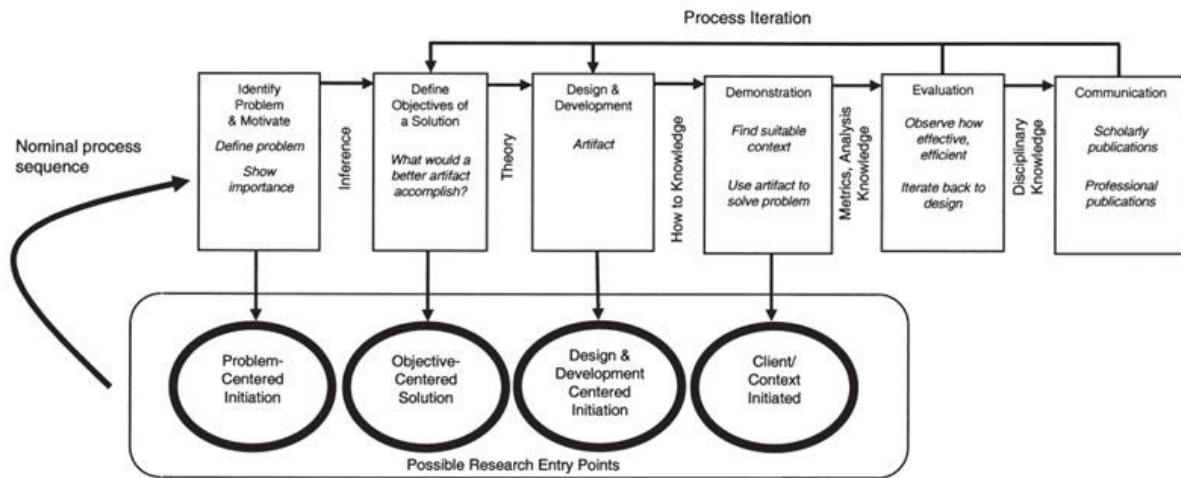 Process Iteration
Nominal process
sequence
Identify
Problem
& Motivate
Define problem
Show
importance
Inference
Define
Objectives of
a Solution
What would a
better artifact
accomplish?
Theory
Design &
Development
Artifact
How to Knowledge
Demonstration
Find suitable
context
Use artifact to
solve problem
Metrics, Analysis
Knowledge
Evaluation
Observe how
effective,
efficient
Iterate back to
design
Disciplinary
Knowledge
Communication
Scholarly
publications
Professional
publications
Problem-
Centered
Initiation
Objective-
Centered
Solution
Design &
Development
Centered
Initiation
Client/
Context
Initiated
Possible Research Entry Points